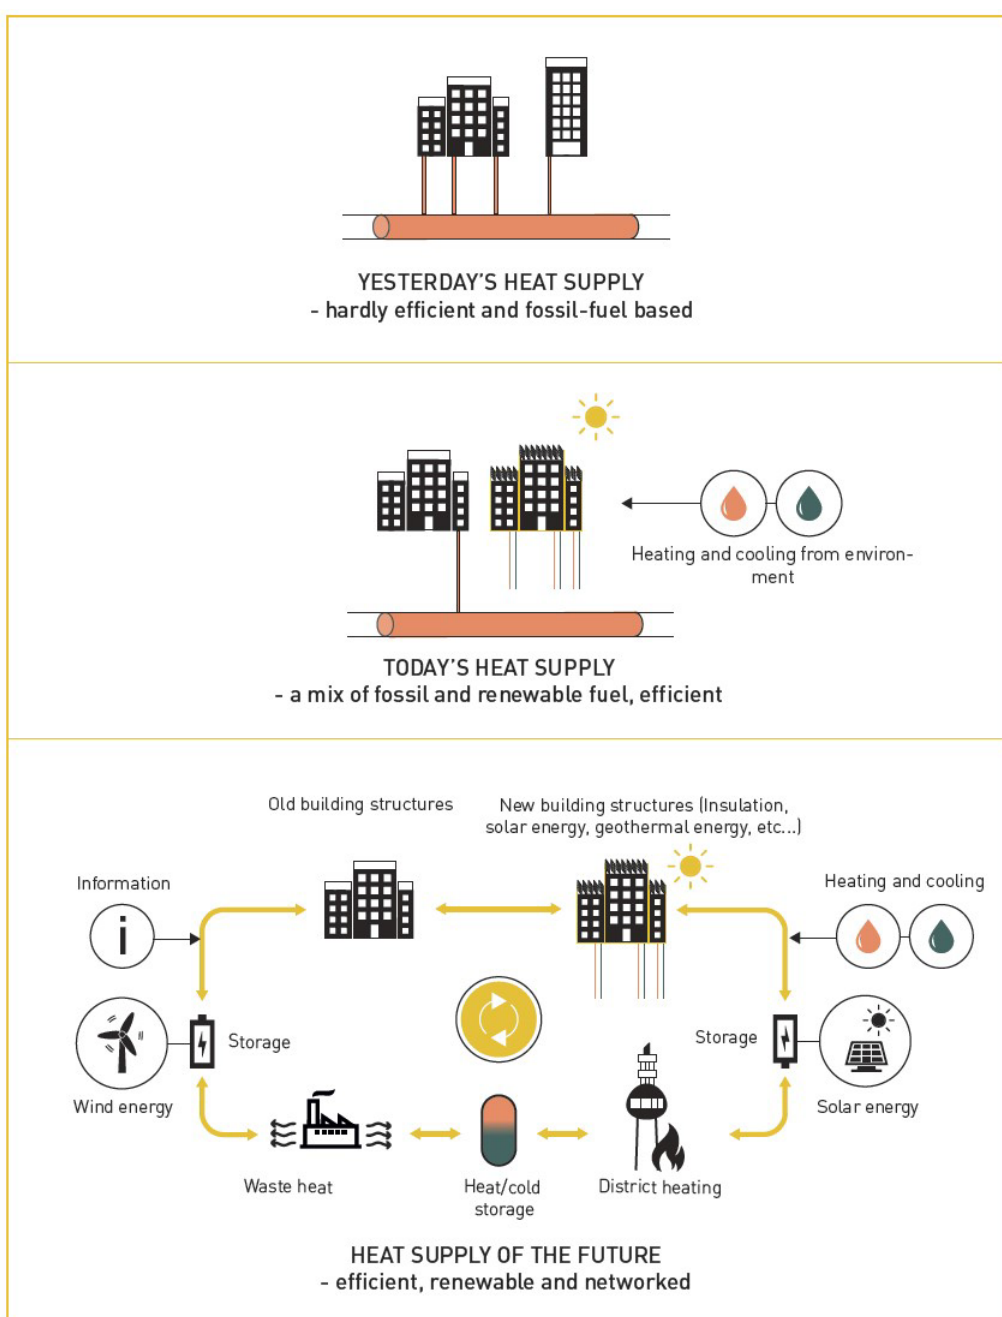 YESTERDAY'S HEAT SUPPLY
- hardly efficient and fossil-fuel based
Heating and cooling from environ-
ment
TODAY'S HEAT SUPPLY
- a mix of fossil and renewable fuel, efficient
Old building structures
New building structures (Insulation,
solar energy, geothermal energy, etc...)
Information
i
Heating and cooling
Storage
Storage
Wind energy
Solar energy
Waste heat
Heat/cold
storage
District heating
HEAT SUPPLY OF THE FUTURE
- efficient, renewable and networked